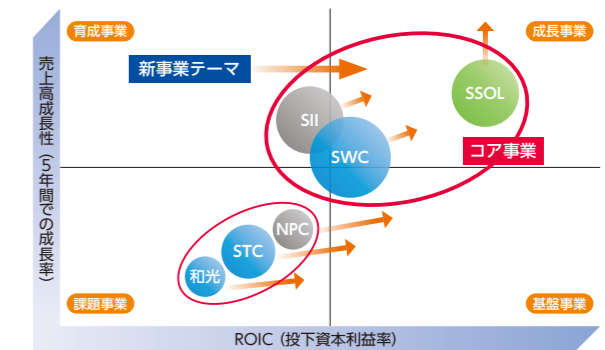 育成事業
成長事業
新事業テーマ
SSOL
SII
コア事業
SWC
売上高成長性（5年間での成長率）
NPC
STC
和光
課題事業
基盤事業
ROIC（投下資本利益率）